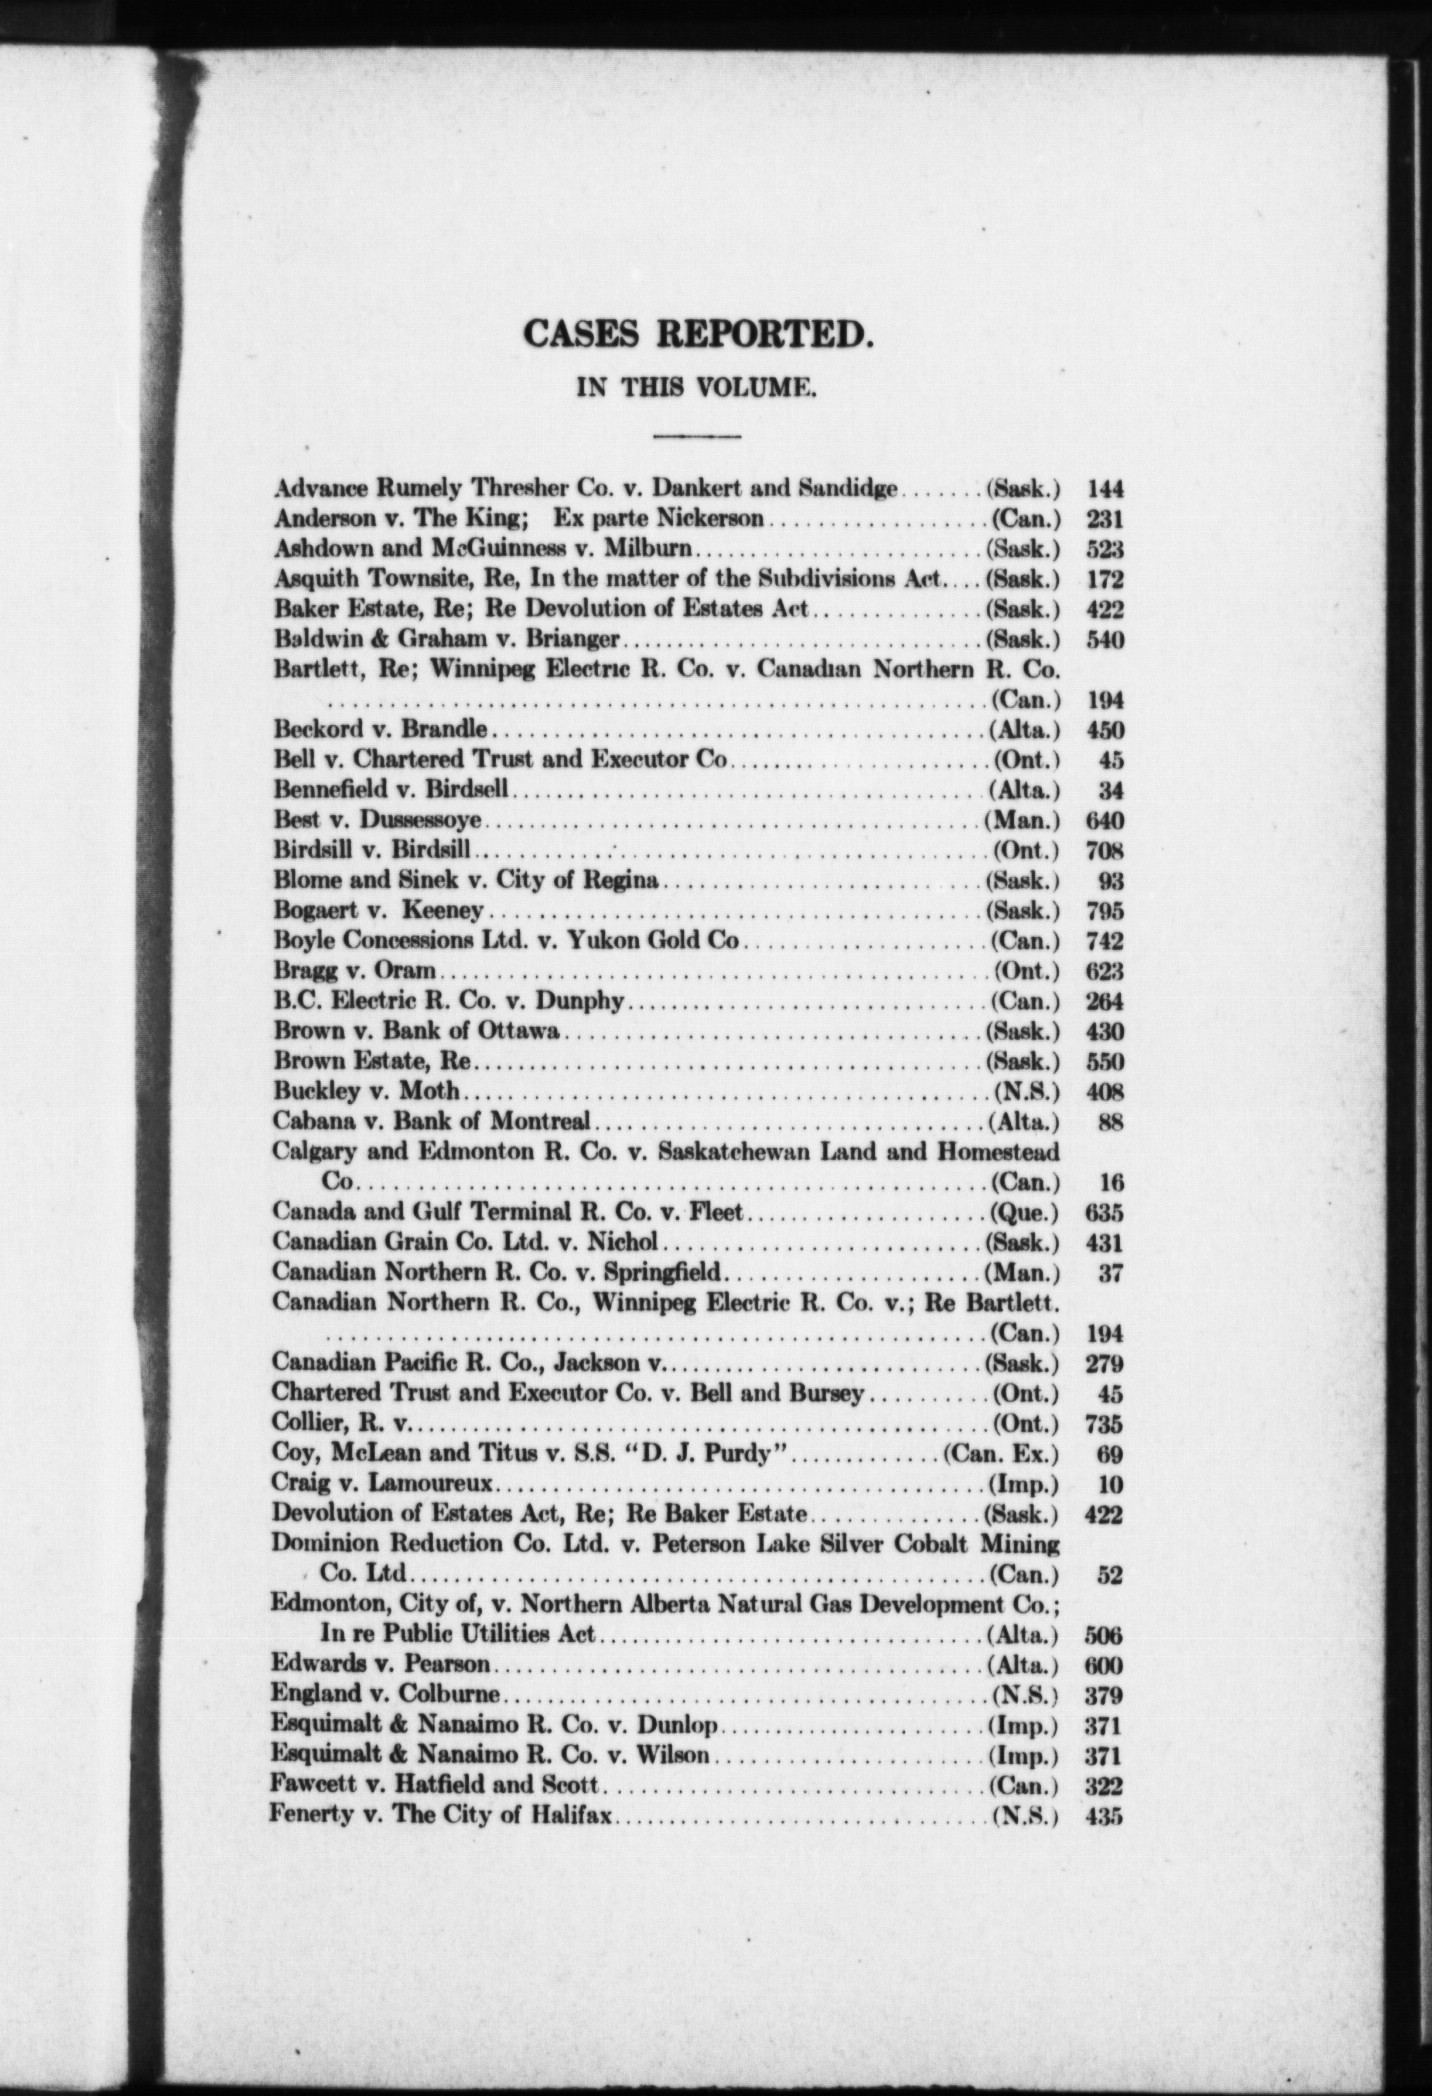 CASES REPORTED.
IN THIS VOLUME.
Advance Rumely Thresher Co. v. Dankert and Sandidge.......(Sask.) 144
Anderson v. The King; Ex parte Nickerson..................(Can.) 231
Ashdown and McGuinness v. Milburn........................(Sask.) 523
Asquith Townsite, Re, In the matter of the Subdivisions Act....(Sask.) 172
Baker Estate, Re; Re Devolution of Estates Act..............(Sask.) 422
Baldwin & Graham v. Brianger..............................(Sask.) 540
Bartlett, Re; Winnipeg Electric R. Co. v. Canadian Northern R. Co.
......................................................(Can.) 194
Beckord v. Brandle........................................(Alta.) 450
Bell v. Chartered Trust and Executor Co......................(Ont.) 45
Bennefield v. Birdsell.......................................(Alta.) 34
Best v. Dussessoye.........................................(Man.) 640
Birdsill v. Birdsill...........................................(Ont.) 708
Blome and Sinek v. City of Regina..........................(Sask.) 93
Bogaert v. Keeney.........................................(Sask.) 795
Boyle Concessions Ltd. v. Yukon Gold Co....................(Can.) 742
Bragg v. Oram.............................................(Ont.) 623
B.C. Electric R. Co. v. Dunphy..............................(Can.) 264
Brown v. Bank of Ottawa..................................(Sask.) 430
Brown Estate, Re..........................................(Sask.) 550
Buckley v. Moth...........................................(N.S.) 408
Cabana v. Bank of Montreal................................(Alta.) 88
Calgary and Edmonton R. Co. v. Saskatchewan Land and Homestead
Co....................................................(Can.) 16
Canada and Gulf Terminal R. Co. v. Fleet....................(Que.) 635
Canadian Grain Co. Ltd. v. Nichol..........................(Sask.) 431
Canadian Northern R. Co. v. Springfield.....................(Man.) 37
Canadian Northern R. Co., Winnipeg Electric R. Co. v.; Re Bartlett.
......................................................(Can.) 194
Canadian Pacific R. Co., Jackson v..........................(Sask.) 279
Chartered Trust and Executor Co. v. Bell and Bursey..........(Ont.) 45
Collier, R. v................................................(Ont.) 735
Coy, McLean and Titus v. S.S. "D. J. Purdy".............(Can. Ex.) 69
Craig v. Lamoureux........................................(Imp.) 10
Devolution of Estates Act, Re; Re Baker Estate..............(Sask.) 422
Dominion Reduction Co. Ltd. v. Peterson Lake Silver Cobalt Mining
Co. Ltd...............................................(Can.) 52
Edmonton, City of, v. Northern Alberta Natural Gas Development Co.;
In re Public Utilities Act................................(Alta.) 506
Edwards v. Pearson........................................(Alta.) 600
England v. Colburne........................................(N.S.) 379
Esquimalt & Nanaimo R. Co. v. Dunlop......................(Imp.) 371
Esquimalt & Nanaimo R. Co. v. Wilson.......................(Imp.) 371
Fawcett v. Hatfield and Scott................................(Can.) 322
Fenerty v. The City of Halifax...............................(N.S.) 435